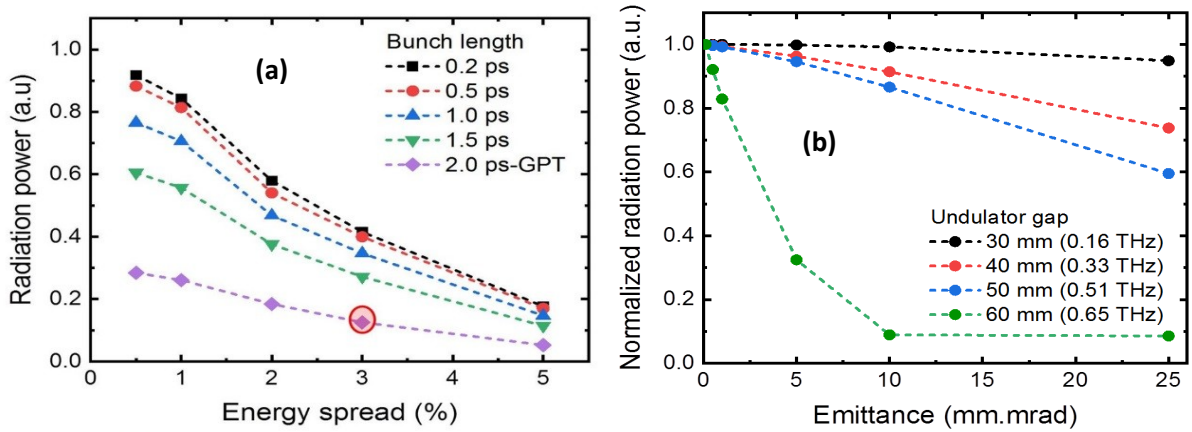 Radiation power (a.u)
1.0
0.8
0.6
0.4
0.2
0.0
(a)
Bunch length
0.2 ps
0.5 ps
1.0 ps
1.5 ps
2.0 ps-GPT
0
1
2
3
4
5
Energy spread (%)
Normalized radiation power (a.u.)
1.0
0.8
0.6
0.4
0.2
0.0
(b)
Undulator gap
30 mm (0.16 THz)
40 mm (0.33 THz)
50 mm (0.51 THz)
60 mm (0.65 THz)
0
5
10
15
20
25
Emittance (mm.mrad)